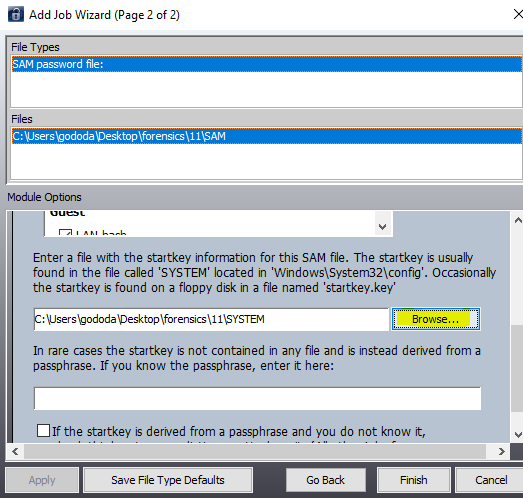 Add Job Wizard (Page 2 of 2)
File Types
SAM password file:
Files
C:\Users\gododa\Desktop\forensics\11\SAM
Module Options
Guest
LAN hash
Enter a file with the startkey information for this SAM file. The startkey is usually
found in the file called 'SYSTEM' located in 'Windows\System32\config'. Occasionally
the startkey is found on a floppy disk in a file named 'startkey.key'
C:\Users\gododa\Desktop\forensics\11\SYSTEM
Browse...
In rare cases the startkey is not contained in any file and is instead derived from a
passphrase. If you know the passphrase, enter it here:
If the startkey is derived from a passphrase and you do not know it,
Apply
Save File Type Defaults
Go Back
Finish
Cancel